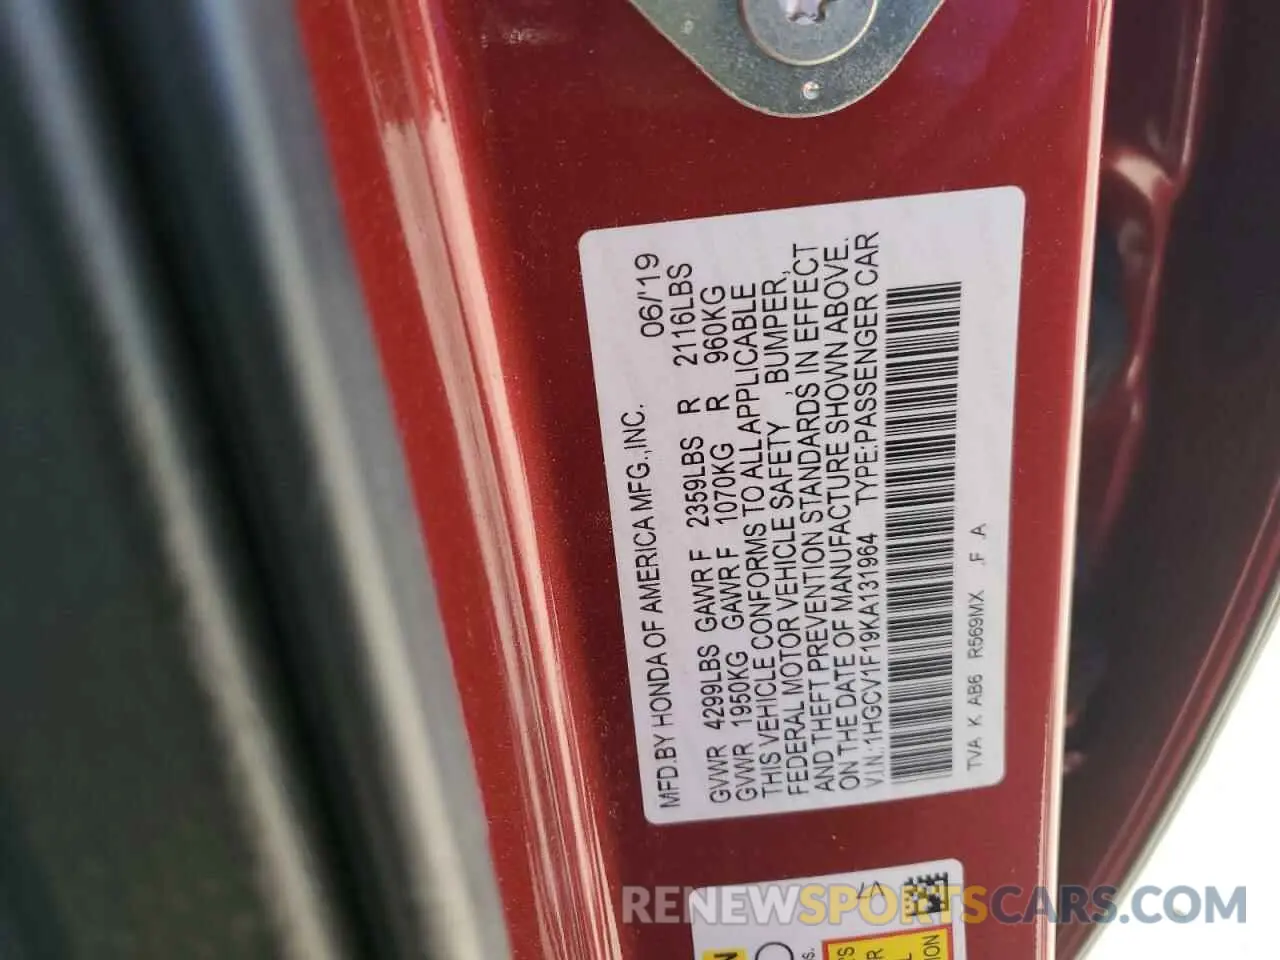 MFD.BY HONDA OF AMERICA MFG.,INC. 06/'19
GVWR 4299LBS GAWR F 2359LBS R 2116LBS
GVWR 1950KG GAWR F 1070KG R 960KG
THIS VEHICLE CONFORMS TO ALL APPLICABLE
FEDERAL MOTOR VEHICLE SAFETY , BUMPER,
AND THEFT PREVENTION STANDARDS IN EFFECT
ON THE DATE OF MANUFACTURE SHOWN ABOVE.
V.I.N.:1HGCV1F19KA131964 TYPE:PASSENGER CAR
TVA K AB6 R569MX .F .A
RENEWSPORTSCARS.COM